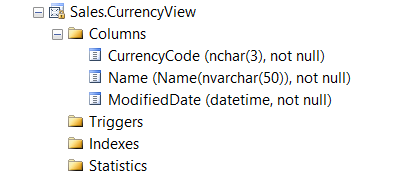 Sales.CurrencyView
Columns
CurrencyCode (nchar(3), not null)
Name (Name(nvarchar(50)), not null)
ModifiedDate (datetime, not null)
Triggers
Indexes
Statistics